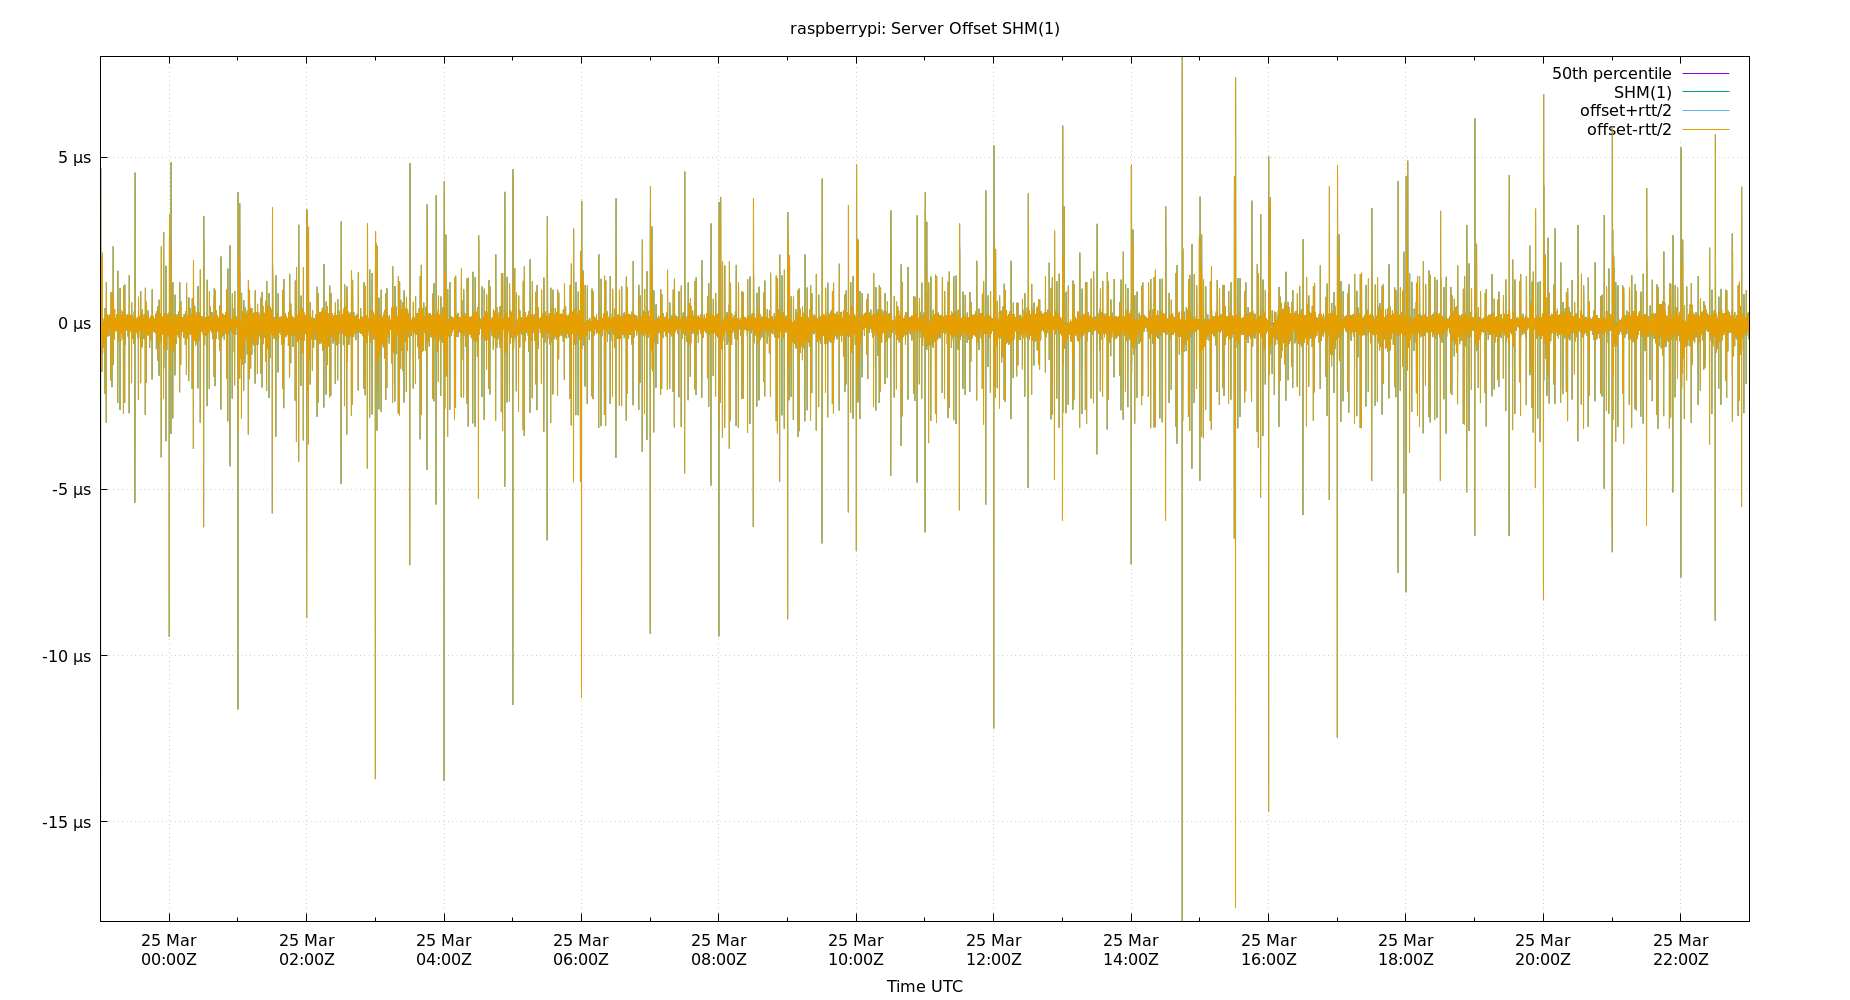 raspberrypi: Server Offset SHM(1)
50th percentile
SHM(1)
offset+rtt/2
offset-rtt/2
5 µs
0 µs
-5 µs
-10 µs
-15 µs
25 Mar 25 Mar 25 Mar 25 Mar 25 Mar 25 Mar 25 Mar 25 Mar 25 Mar 25 Mar 25 Mar 25 Mar
00:00Z 02:00Z 04:00Z 06:00Z 08:00Z 10:00Z 12:00Z 14:00Z 16:00Z 18:00Z 20:00Z 22:00Z
Time UTC